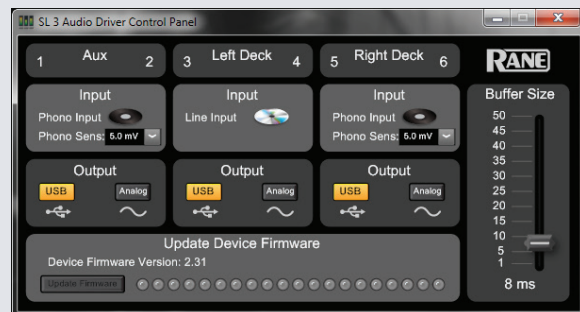 SL 3 Audio Driver Control Panel
1 Aux 2
3 Left Deck 4
5 Right Deck 6
RANE
Input
Phono Input
Phono Sens: 5.0 mV
Input
Line Input
Input
Phono Input
Phono Sens: 5.0 mV
Output
USB Analog
Output
USB Analog
Output
USB Analog
Update Device Firmware
Device Firmware Version: 2.31
Update Firmware
Buffer Size
50
45
40
35
30
25
20
15
10
5
1
8 ms